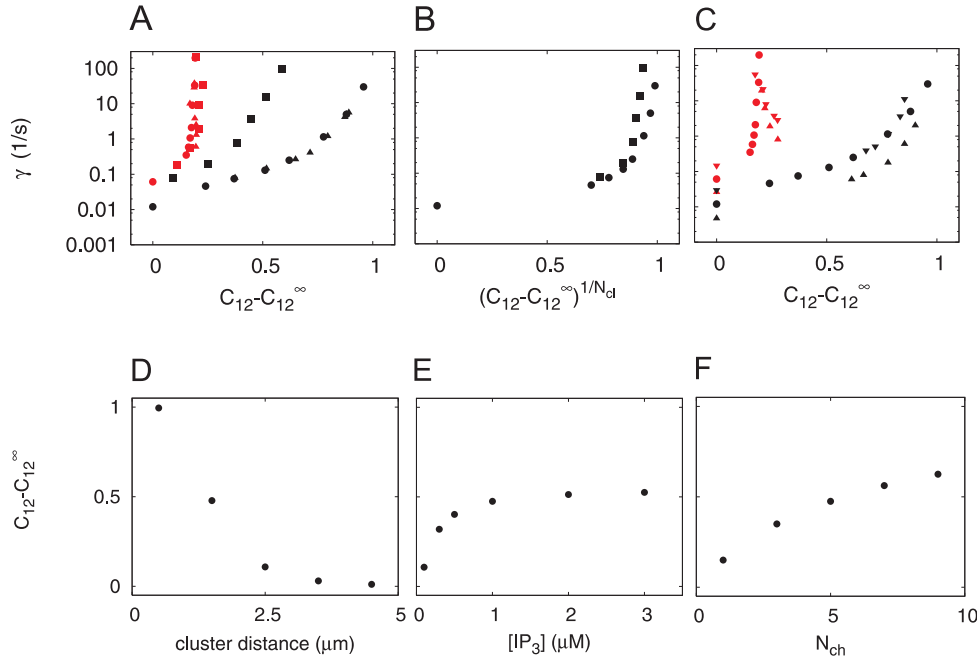 A B C
γ (1/s)
100
10
1
0.1
0.01
0.001
0 0.5 1
0 0.5 1
0 0.5 1
C₁₂-C₁₂^∞
(C₁₂-C₁₂^∞)^1/N_cl
C₁₂-C₁₂^∞
D E F
C₁₂-C₁₂^∞
1
0.5
0
0 2.5 5
0 1 2 3
0 5 10
cluster distance (μm)
[IP₃] (μM)
N_ch